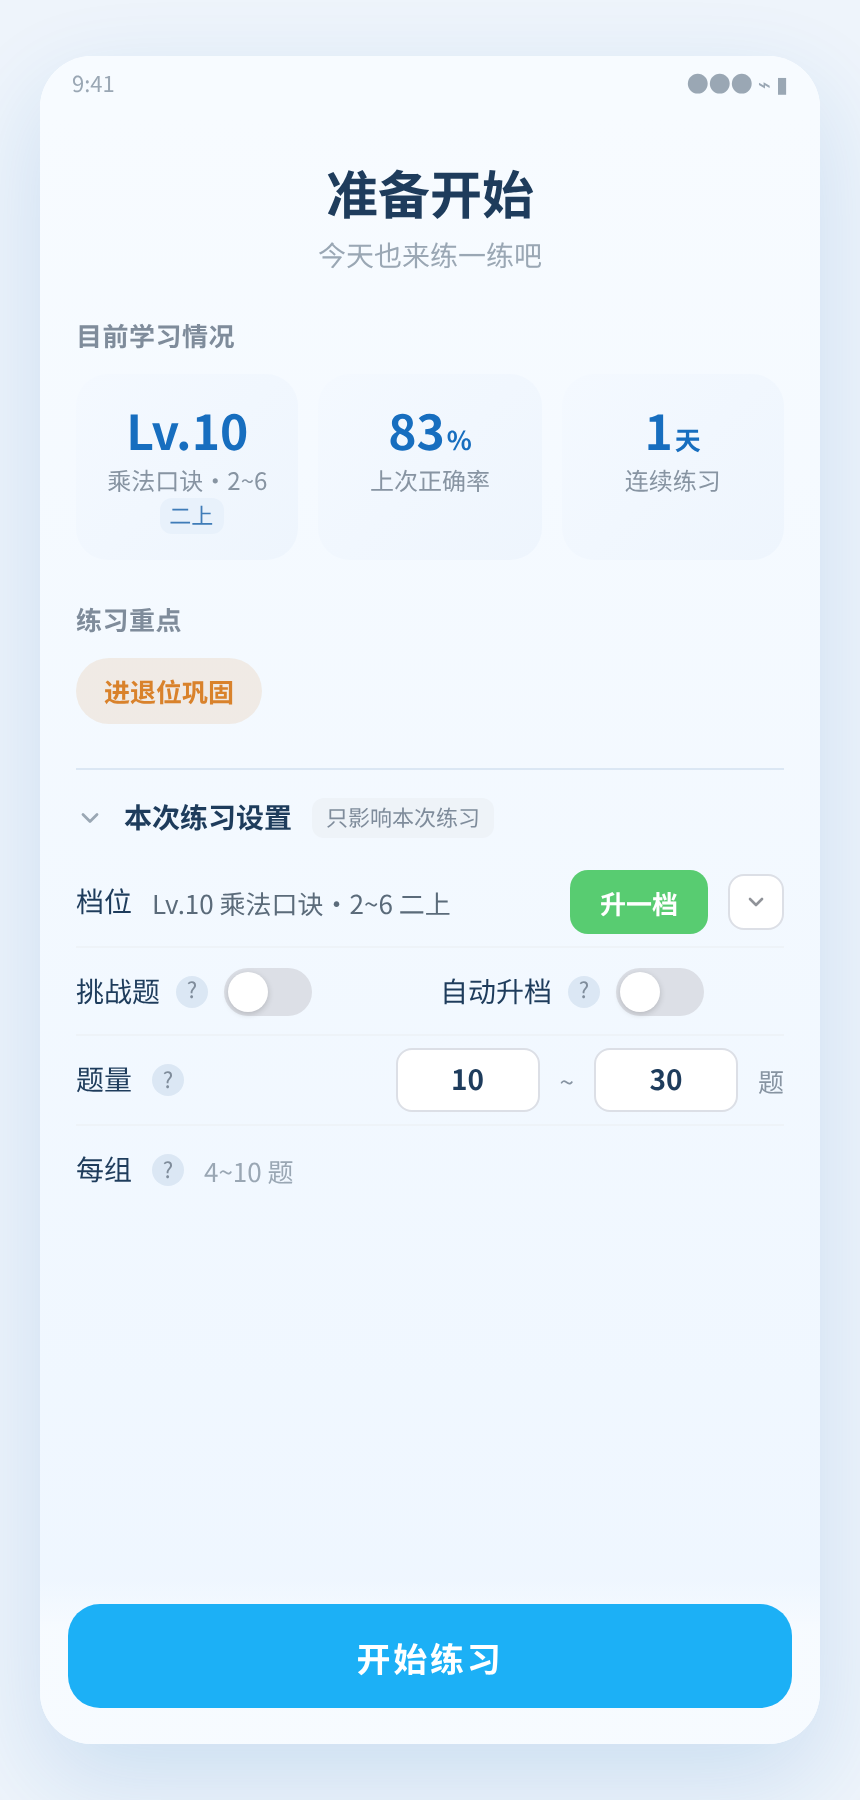 9:41
准备开始
今天也来练一练吧
目前学习情况
Lv.10
乘法口诀·2~6
二上
83%
上次正确率
1天
连续练习
练习重点
进退位巩固
本次练习设置 只影响本次练习
档位 Lv.10 乘法口诀·2~6 二上 升一档
挑战题 ? 自动升档 ?
题量 ? 10 ~ 30 题
每组 ? 4~10 题
开始练习